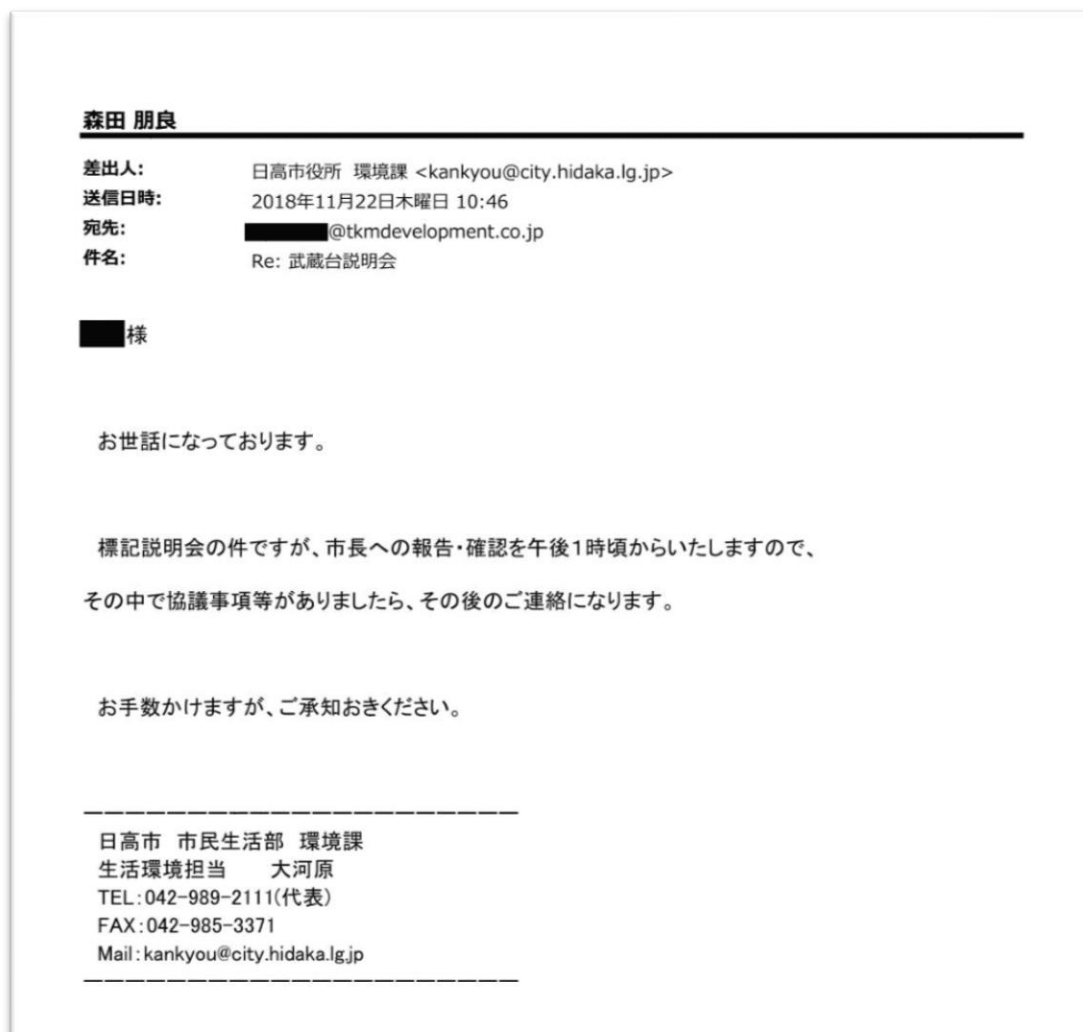 森田 朋良
差出人: 日高市役所 環境課 <kankyou@city.hidaka.lg.jp>
送信日時: 2018年11月22日木曜日 10:46
宛先: @tkmdevelopment.co.jp
件名: Re: 武蔵台説明会
様
お世話になっております。
標記説明会の件ですが、市長への報告・確認を午後1時頃からいたしますので、
その中で協議事項等がありましたら、その後のご連絡になります。
お手数かけますが、ご承知おきください。
日高市 市民生活部 環境課
生活環境担当 大河原
TEL:042-989-2111(代表)
FAX:042-985-3371
Mail:kankyou@city.hidaka.lg.jp